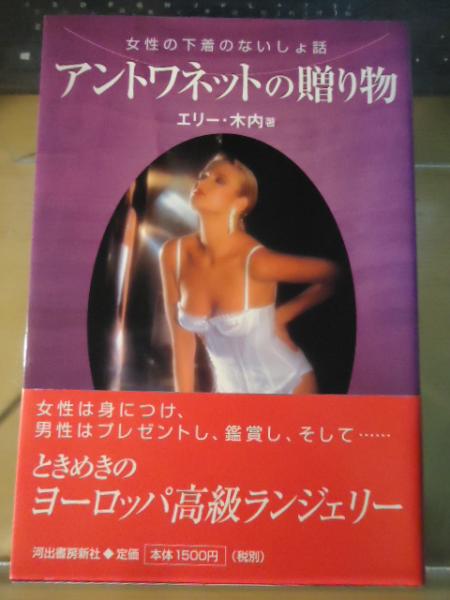 女性の下着のないしょ話
アントワネットの贈り物
エリー・木内著
女性は身につけ、
男性はプレゼントし、鑑賞し、そして……
ときめきの
ヨーロッパ高級ランジェリー
河出書房新社◆定価 本体1500円 (税別)